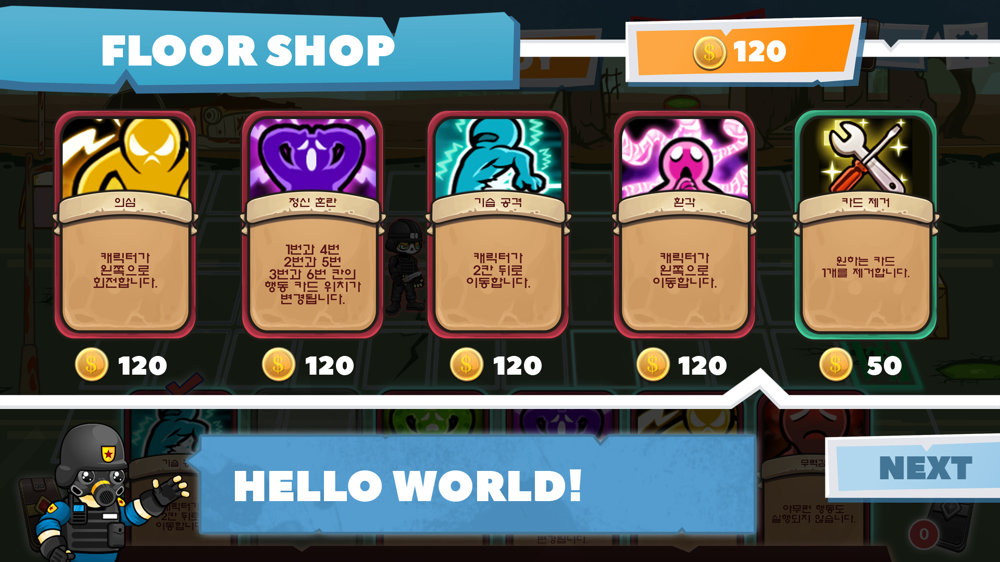 FLOOR SHOP
120
의심
정신 혼란
기습 공격
환각
카드 제거
캐릭터가
왼쪽으로
회전합니다.
1번과 4번
2번과 5번
3번과 6번 칸의
행동 카드 위치가
변경됩니다.
캐릭터가
2칸 뒤로
이동합니다.
캐릭터가
왼쪽으로
이동합니다.
원하는 카드
1개를 제거합니다.
120
120
120
120
50
HELLO WORLD!
NEXT
기습
무력감
캐릭터가
2칸 뒤로
이동합니
변경됩니다.
아무런 행동도
실행되지 않습니다.
0